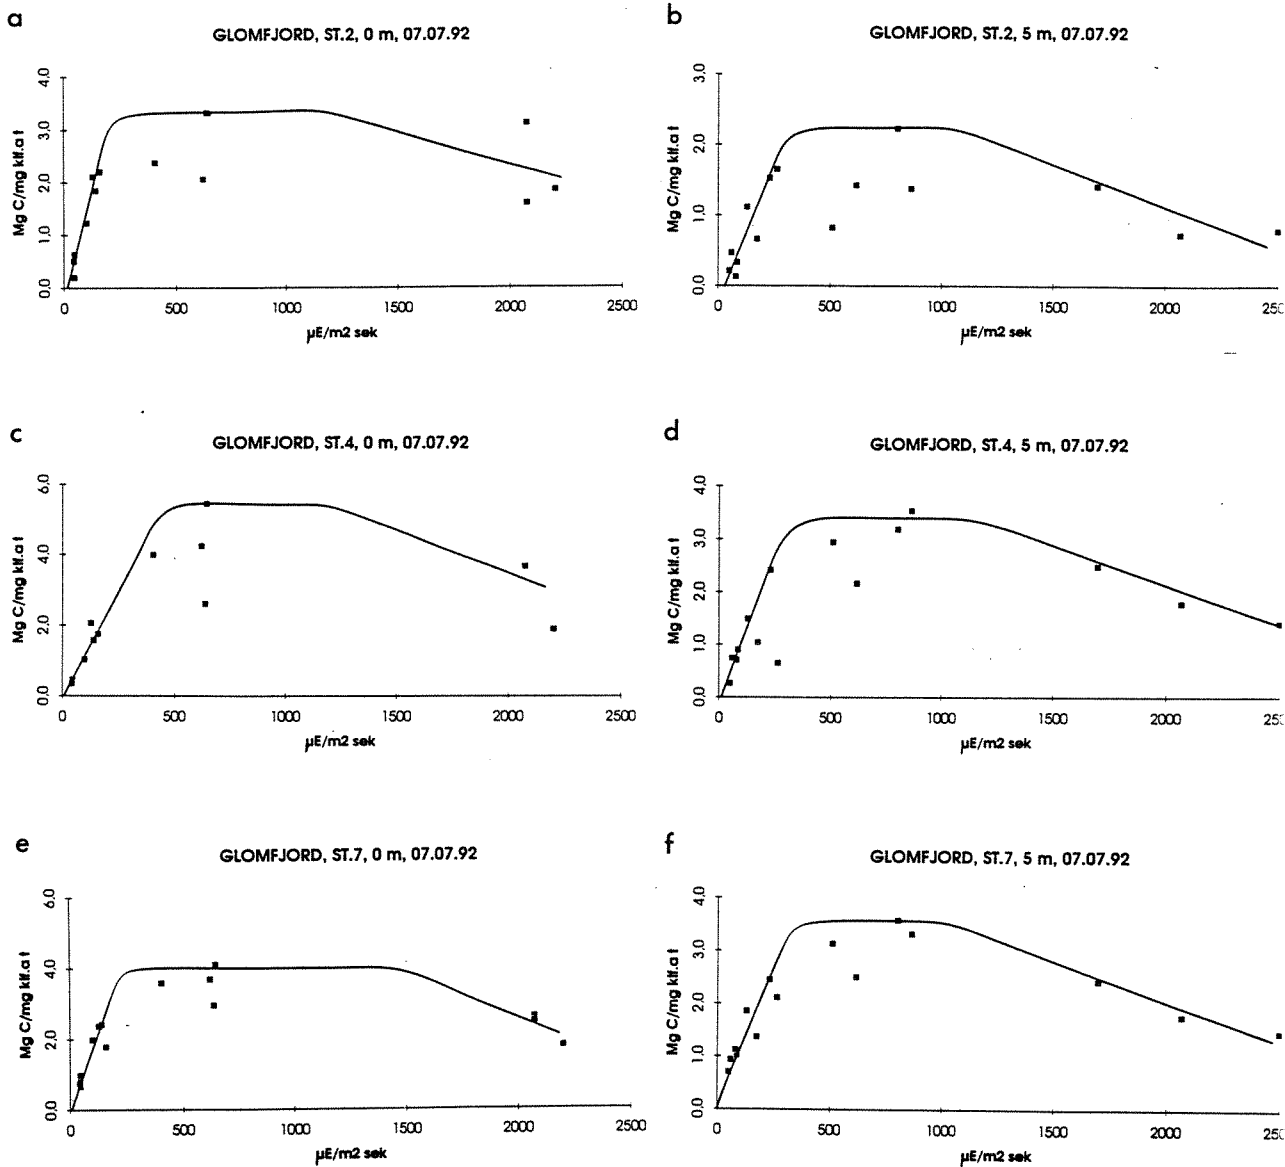 a
GLOMFJORD, ST.2, 0 m, 07.07.92
Mg C/mg klf.a t
4.0
3.0
2.0
1.0
0.0
0 500 1000 1500 2000 2500
µE/m2 sek
b
GLOMFJORD, ST.2, 5 m, 07.07.92
Mg C/mg klf.a t
3.0
2.0
1.0
0.0
0 500 1000 1500 2000
µE/m2 sek
c
GLOMFJORD, ST.4, 0 m, 07.07.92
Mg C/mg klf.a t
6.0
4.0
2.0
0.0
0 500 1000 1500 2000 2500
µE/m2 sek
d
GLOMFJORD, ST.4, 5 m, 07.07.92
Mg C/mg klf.a t
4.0
3.0
2.0
1.0
0.0
0 500 1000 1500 2000
µE/m2 sek
e
GLOMFJORD, ST.7, 0 m, 07.07.92
Mg C/mg klf.a t
6.0
4.0
2.0
0.0
0 500 1000 1500 2000 2500
µE/m2 sek
f
GLOMFJORD, ST.7, 5 m, 07.07.92
Mg C/mg klf.a t
4.0
3.0
2.0
1.0
0.0
0 500 1000 1500 2000
µE/m2 sek